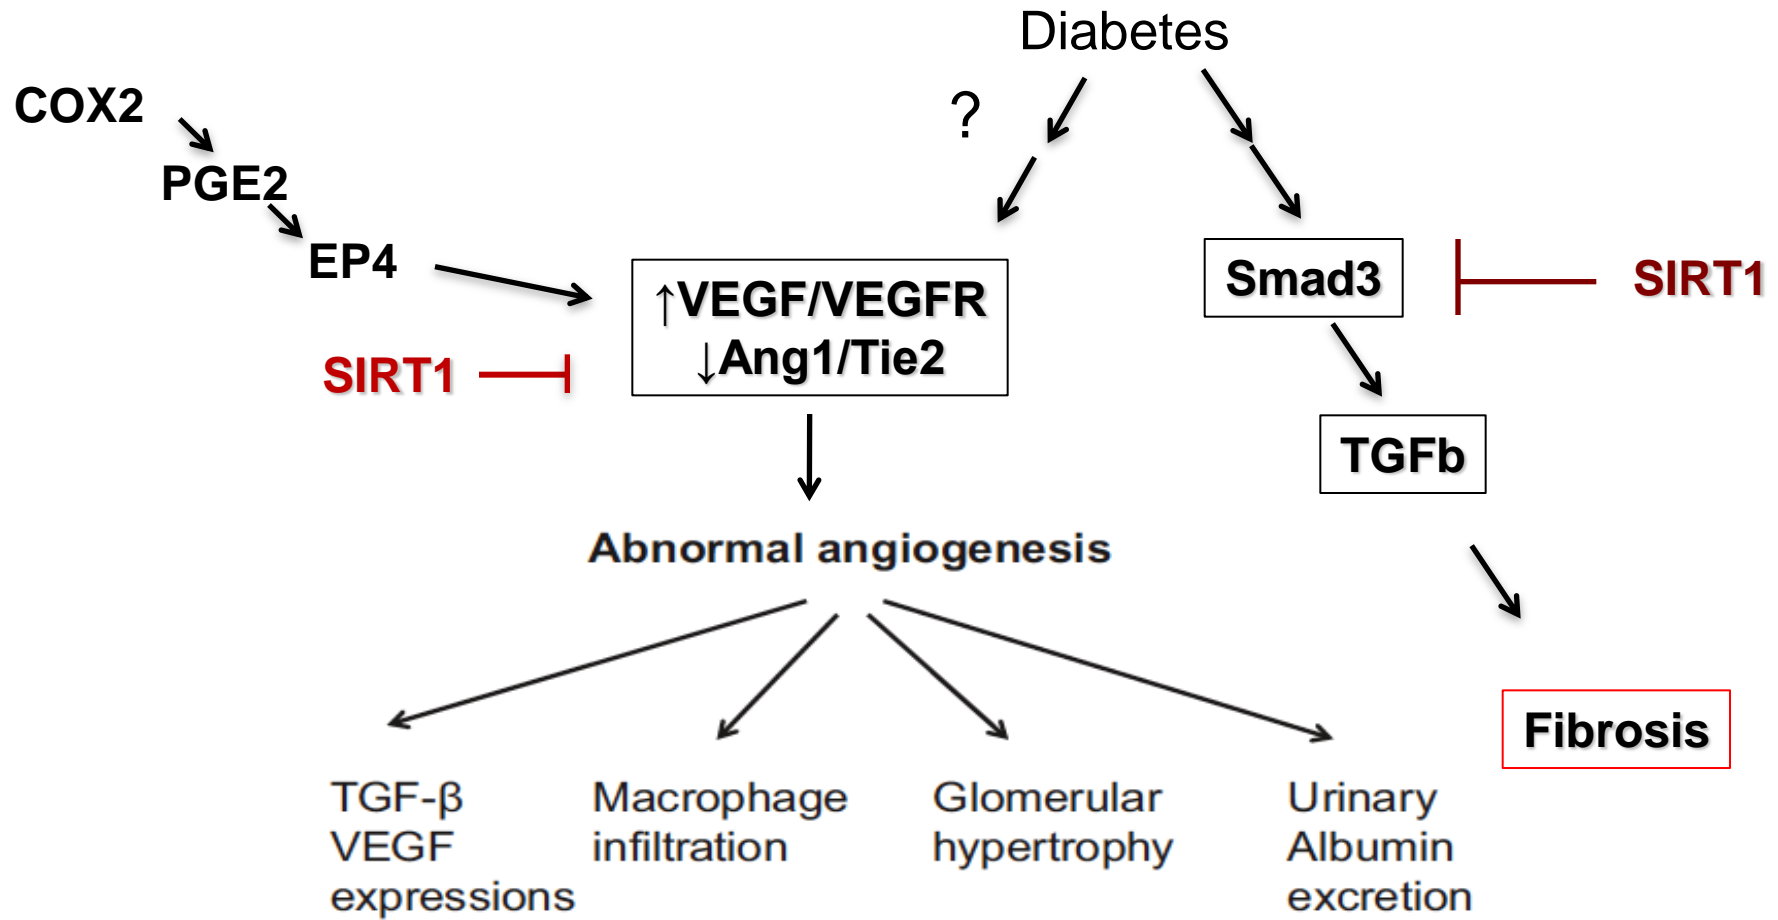 Diabetes
COX2
?
PGE2
EP4
Smad3
SIRT1
↑VEGF/VEGFR
↓Ang1/Tie2
SIRT1
TGFb
Abnormal angiogenesis
Fibrosis
TGF-β
VEGF
expressions
Macrophage
infiltration
Glomerular
hypertrophy
Urinary
Albumin
excretion